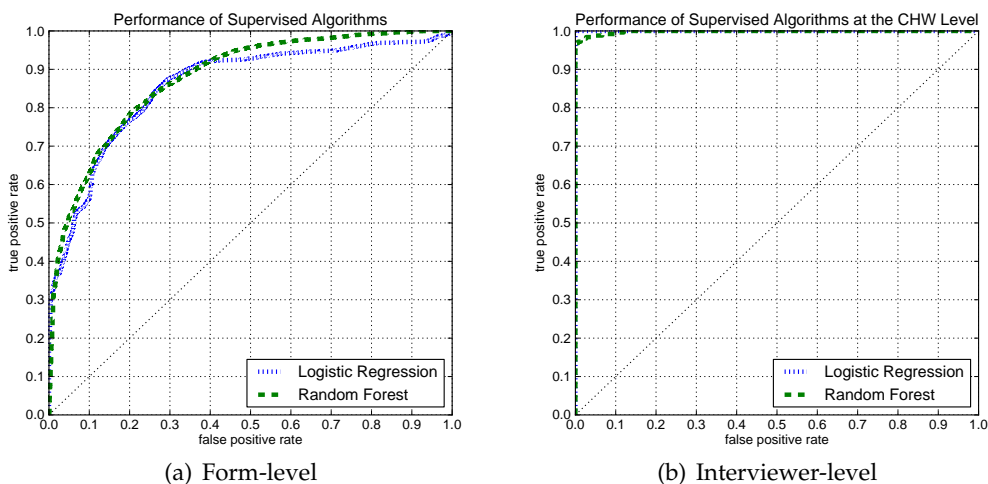 Performance of Supervised Algorithms
1.0
0.9
0.8
0.7
0.6
0.5
0.4
0.3
0.2
0.1
0.0
true positive rate
0.0 0.1 0.2 0.3 0.4 0.5 0.6 0.7 0.8 0.9 1.0
false positive rate
Logistic Regression
Random Forest
(a) Form-level
Performance of Supervised Algorithms at the CHW Level
1.0
0.9
0.8
0.7
0.6
0.5
0.4
0.3
0.2
0.1
0.0
true positive rate
0.0 0.1 0.2 0.3 0.4 0.5 0.6 0.7 0.8 0.9 1.0
false positive rate
Logistic Regression
Random Forest
(b) Interviewer-level